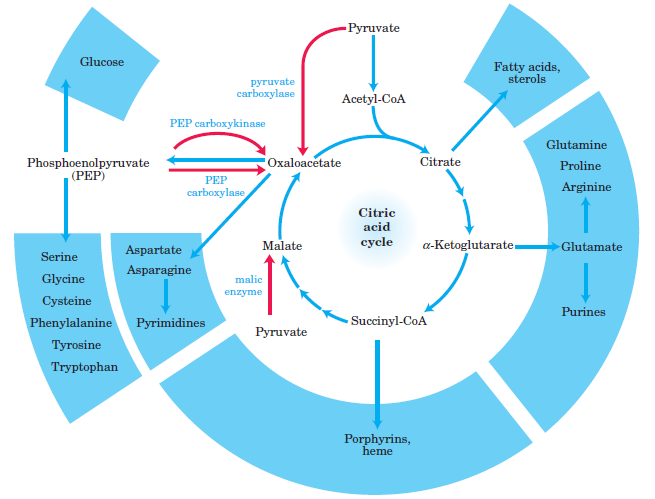 Pyruvate
Glucose
Fatty acids,
sterols
pyruvate
carboxylase
Acetyl-CoA
PEP carboxykinase
Glutamine
Phosphoenolpyruvate
(PEP)
Oxaloacetate
Citrate
Proline
PEP
carboxylase
Arginine
Citric
acid
cycle
Serine
Aspartate
Malate
α-Ketoglutarate
Glutamate
Glycine
Asparagine
malic
enzyme
Cysteine
Purines
Phenylalanine
Pyrimidines
Pyruvate
Succinyl-CoA
Tyrosine
Tryptophan
Porphyrins,
heme